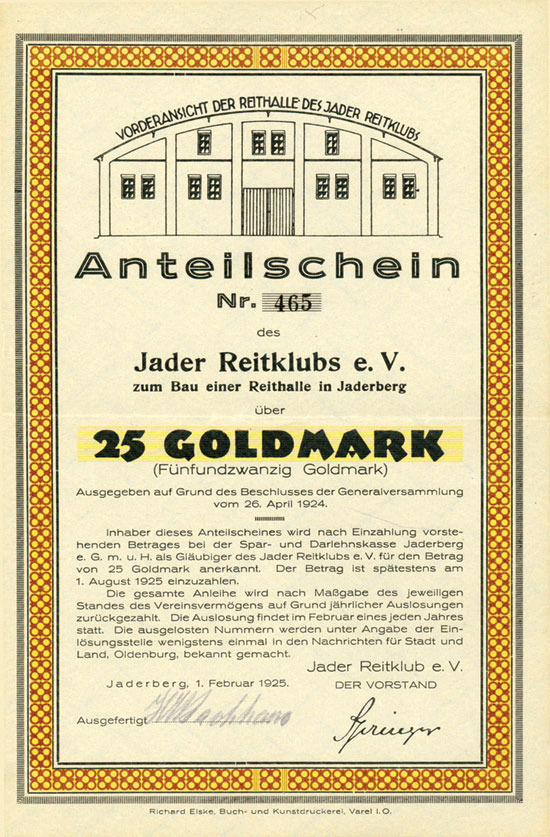 VORDERANSICHT DER REITHALLE DES JADER REITKLUBS
Anteilschein
Nr. 465
des
Jader Reitklubs e. V.
zum Bau einer Reithalle in Jaderberg
über
25 GOLDMARK
(Fünfundzwanzig Goldmark)
Ausgegeben auf Grund des Beschlusses der Generalversammlung
vom 26. April 1924.
Inhaber dieses Anteilscheines wird nach Einzahlung vorste-
henden Betrages bei der Spar- und Darlehnskasse Jaderberg
e. G. m. u. H. als Gläubiger des Jader Reitklubs e. V. für den Betrag
von 25 Goldmark anerkannt. Der Betrag ist spätestens am
1. August 1925 einzuzahlen.
Die gesamte Anleihe wird nach Maßgabe des jeweiligen
Standes des Vereinsvermögens auf Grund jährlicher Auslosungen
zurückgezahlt. Die Auslosung findet im Februar eines jeden Jahres
statt. Die ausgelosten Nummern werden unter Angabe der Ein-
lösungsstelle wenigstens einmal in den Nachrichten für Stadt und
Land, Oldenburg, bekannt gemacht.
Jader Reitklub e. V.
Jaderberg, 1. Februar 1925.
DER VORSTAND
Ausgefertigt
Springer
Richard Elske, Buch- und Kunstdruckerei, Varel i. O.